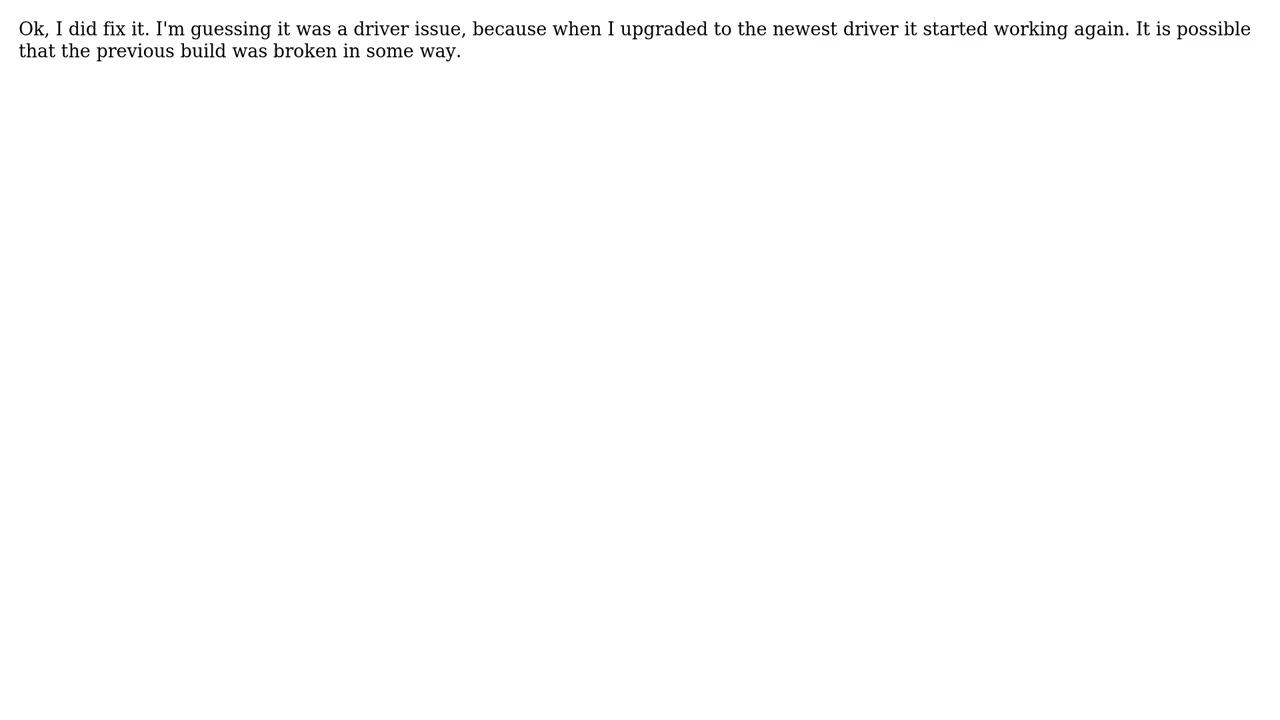 Ok, I did fix it. I'm guessing it was a driver issue, because when I upgraded to the newest driver it started working again. It is possible
that the previous build was broken in some way.